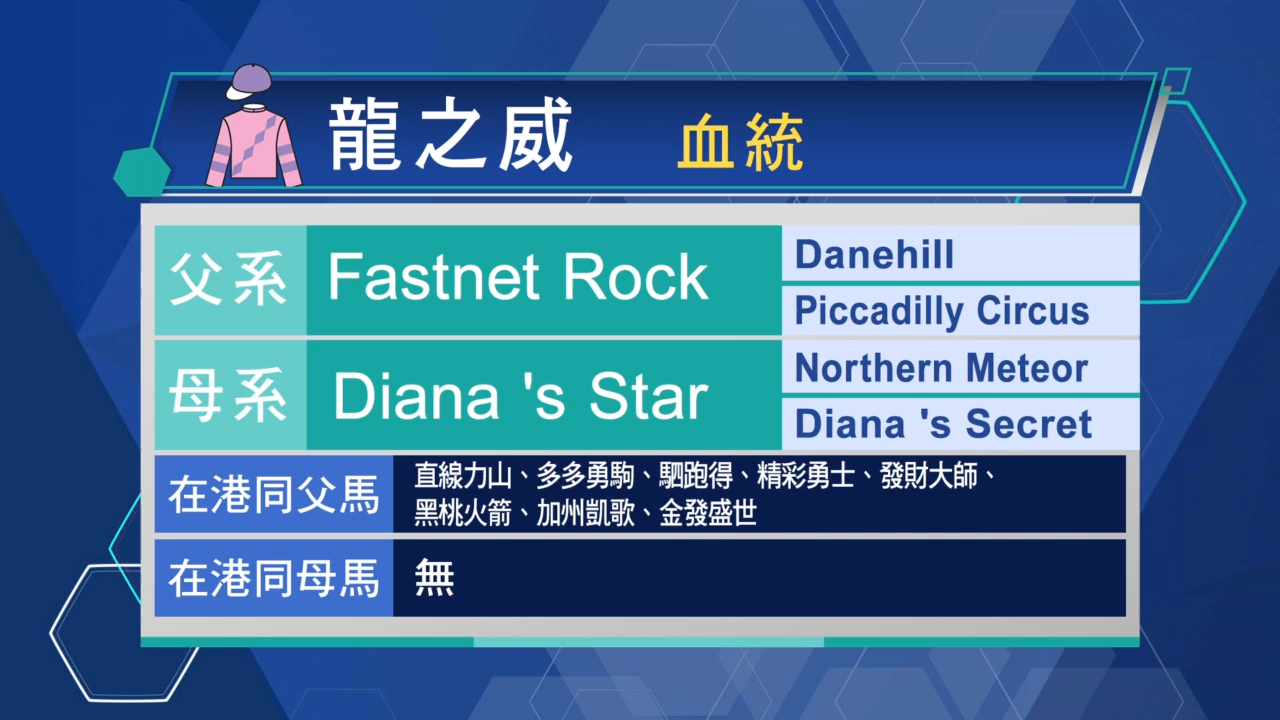 龍之威 血統
父系 Fastnet Rock
Danehill
Piccadilly Circus
母系 Diana 's Star
Northern Meteor
Diana 's Secret
在港同父馬
直線力山、多多勇駒、駟跑得、精彩勇士、發財大師、
黑桃火箭、加州凱歌、金發盛世
在港同母馬 無